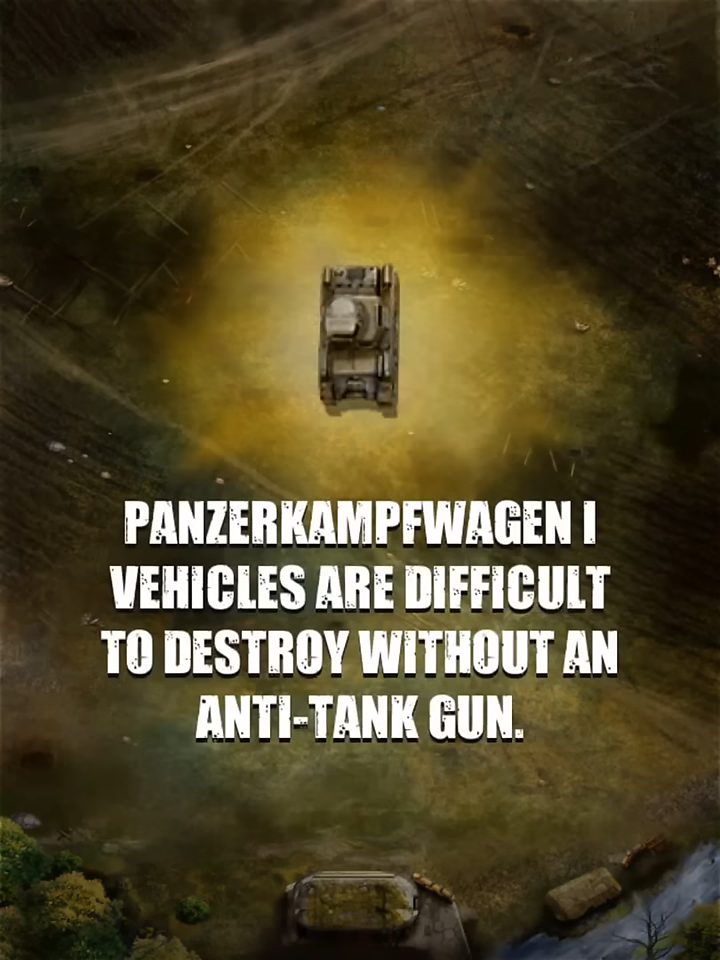 PANZERKAMPFWAGEN I
VEHICLES ARE DIFFICULT
TO DESTROY WITHOUT AN
ANTI-TANK GUN.